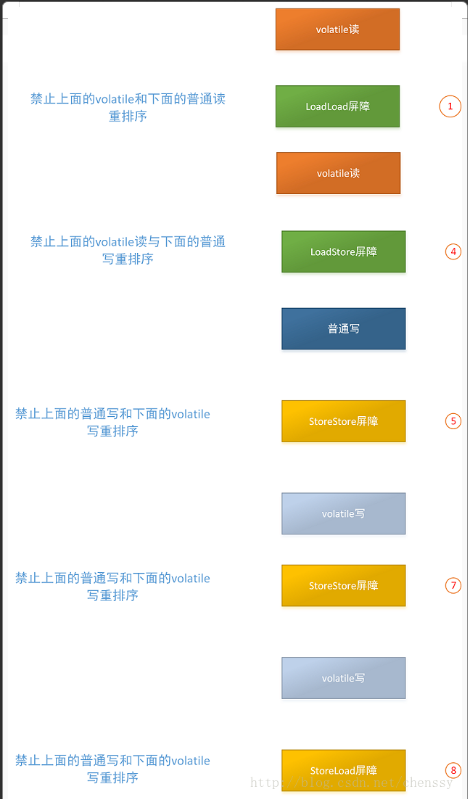 volatile读
禁止上面的volatile和下面的普通读
重排序
LoadLoad屏障
1
volatile读
禁止上面的volatile读与下面的普通
写重排序
LoadStore屏障
4
普通写
禁止上面的普通写和下面的volatile
写重排序
StoreStore屏障
5
volatile写
禁止上面的普通写和下面的volatile
写重排序
StoreStore屏障
7
volatile写
禁止上面的普通写和下面的volatile
写重排序
StoreLoad屏障
8
http://blog.csdn.net/chenssy